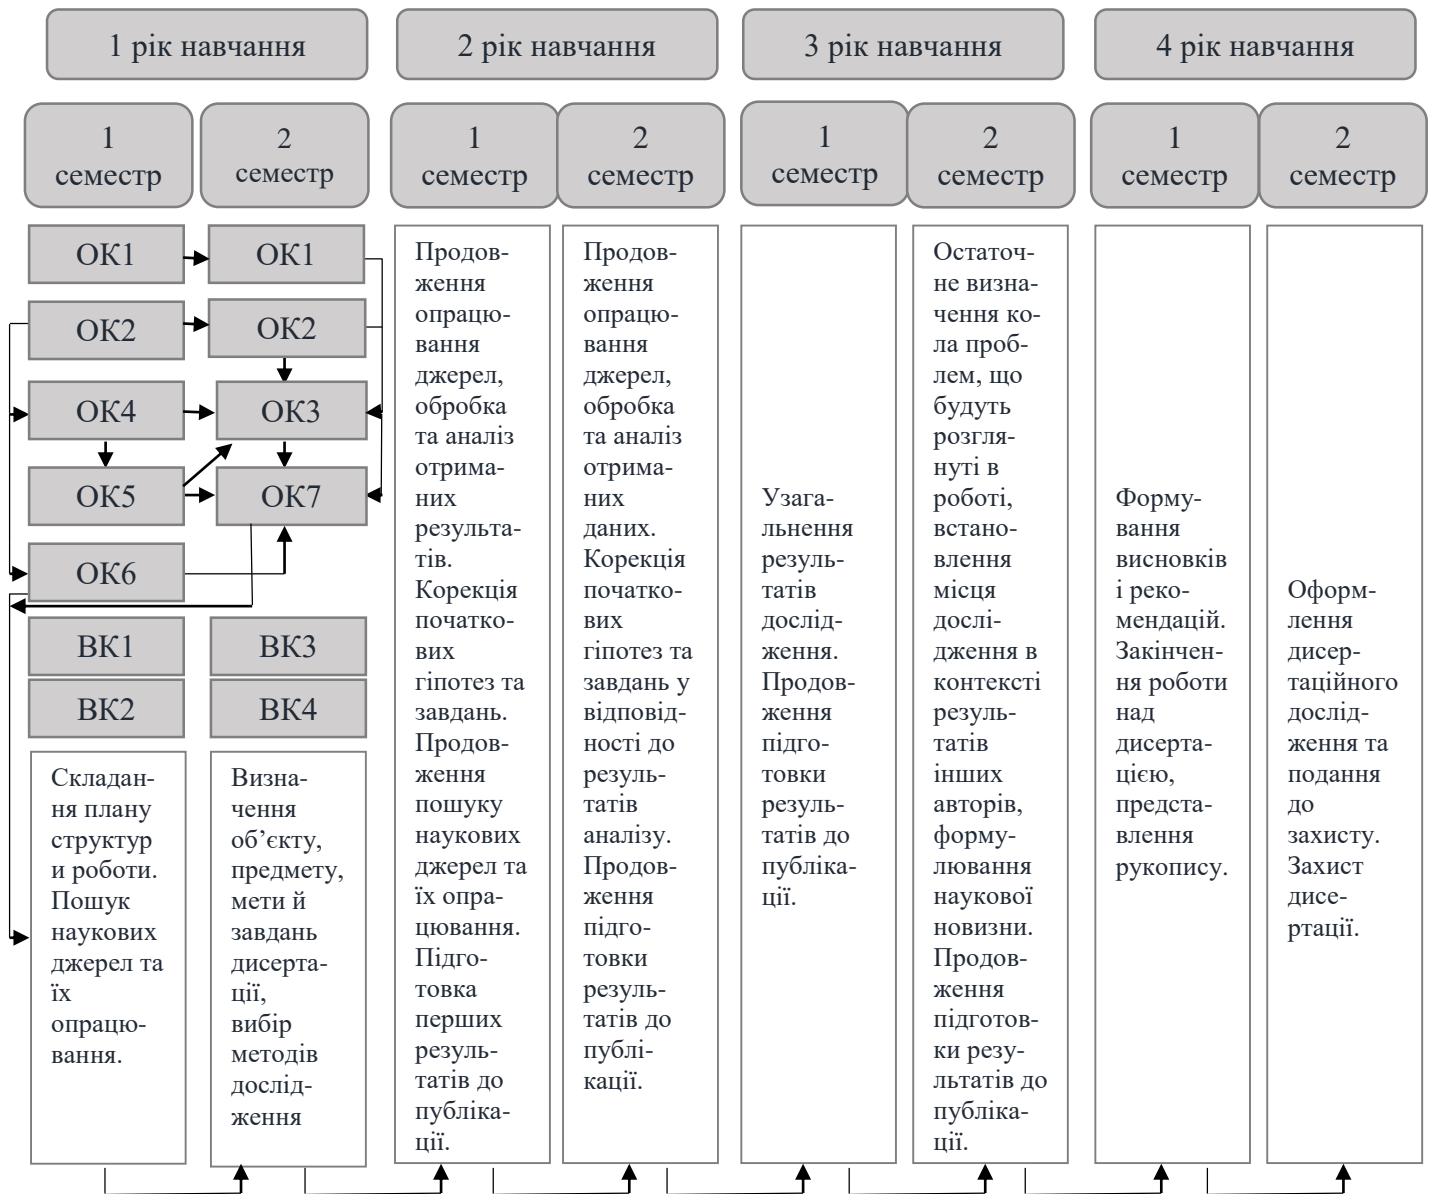 1 рік навчання
2 рік навчання
3 рік навчання
4 рік навчання
1
семестр
2
семестр
1
семестр
2
семестр
1
семестр
2
семестр
1
семестр
2
семестр
ОК1
ОК1
ОК2
ОК2
ОК4
ОК3
ОК5
ОК7
ОК6
ВК1
ВК3
ВК2
ВК4
Складан-
ня плану
структур
и роботи.
Пошук
наукових
джерел та
їх
опрацю-
вання.
Визна-
чення
об’єкту,
предмету,
мети й
завдань
дисерта-
ції,
вибір
методів
дослід-
ження
Продов-
ження
опрацю-
вання
джерел,
обробка
та аналіз
отрима-
них
результа-
тів.
Корекція
початко-
вих
гіпотез та
завдань.
Продов-
ження
пошуку
наукових
джерел та
їх опра-
цювання.
Підго-
товка
перших
резуль-
татів до
публіка-
ції.
Продов-
ження
опрацю-
вання
джерел,
обробка
та аналіз
отрима-
них
даних.
Корекція
початко-
вих
гіпотез та
завдань у
відповід-
ності до
резуль-
татів
аналізу.
Продов-
ження
підго-
товки
резуль-
татів до
публі-
кації.
Узага-
льнення
резуль-
татів
дослід-
ження.
Продов-
ження
підго-
товки
резуль-
татів до
публіка-
ції.
Остаточ-
не визна-
чення ко-
ла проб-
лем, що
будуть
розгля-
нуті в
роботі,
встано-
влення
місця
дослі-
дження в
контексті
резуль-
татів
інших
авторів,
форму-
лювання
наукової
новизни.
Продов-
ження
підготов-
ки резу-
льтатів до
публіка-
ції.
Форму-
вання
висновків
і реко-
мендацій.
Закінчен-
ня роботи
над
дисерта-
цією,
предста-
влення
рукопису.
Оформ-
лення
дисер-
таційного
дослід-
ження та
подання
до
захисту.
Захист
дисе-
ртації.